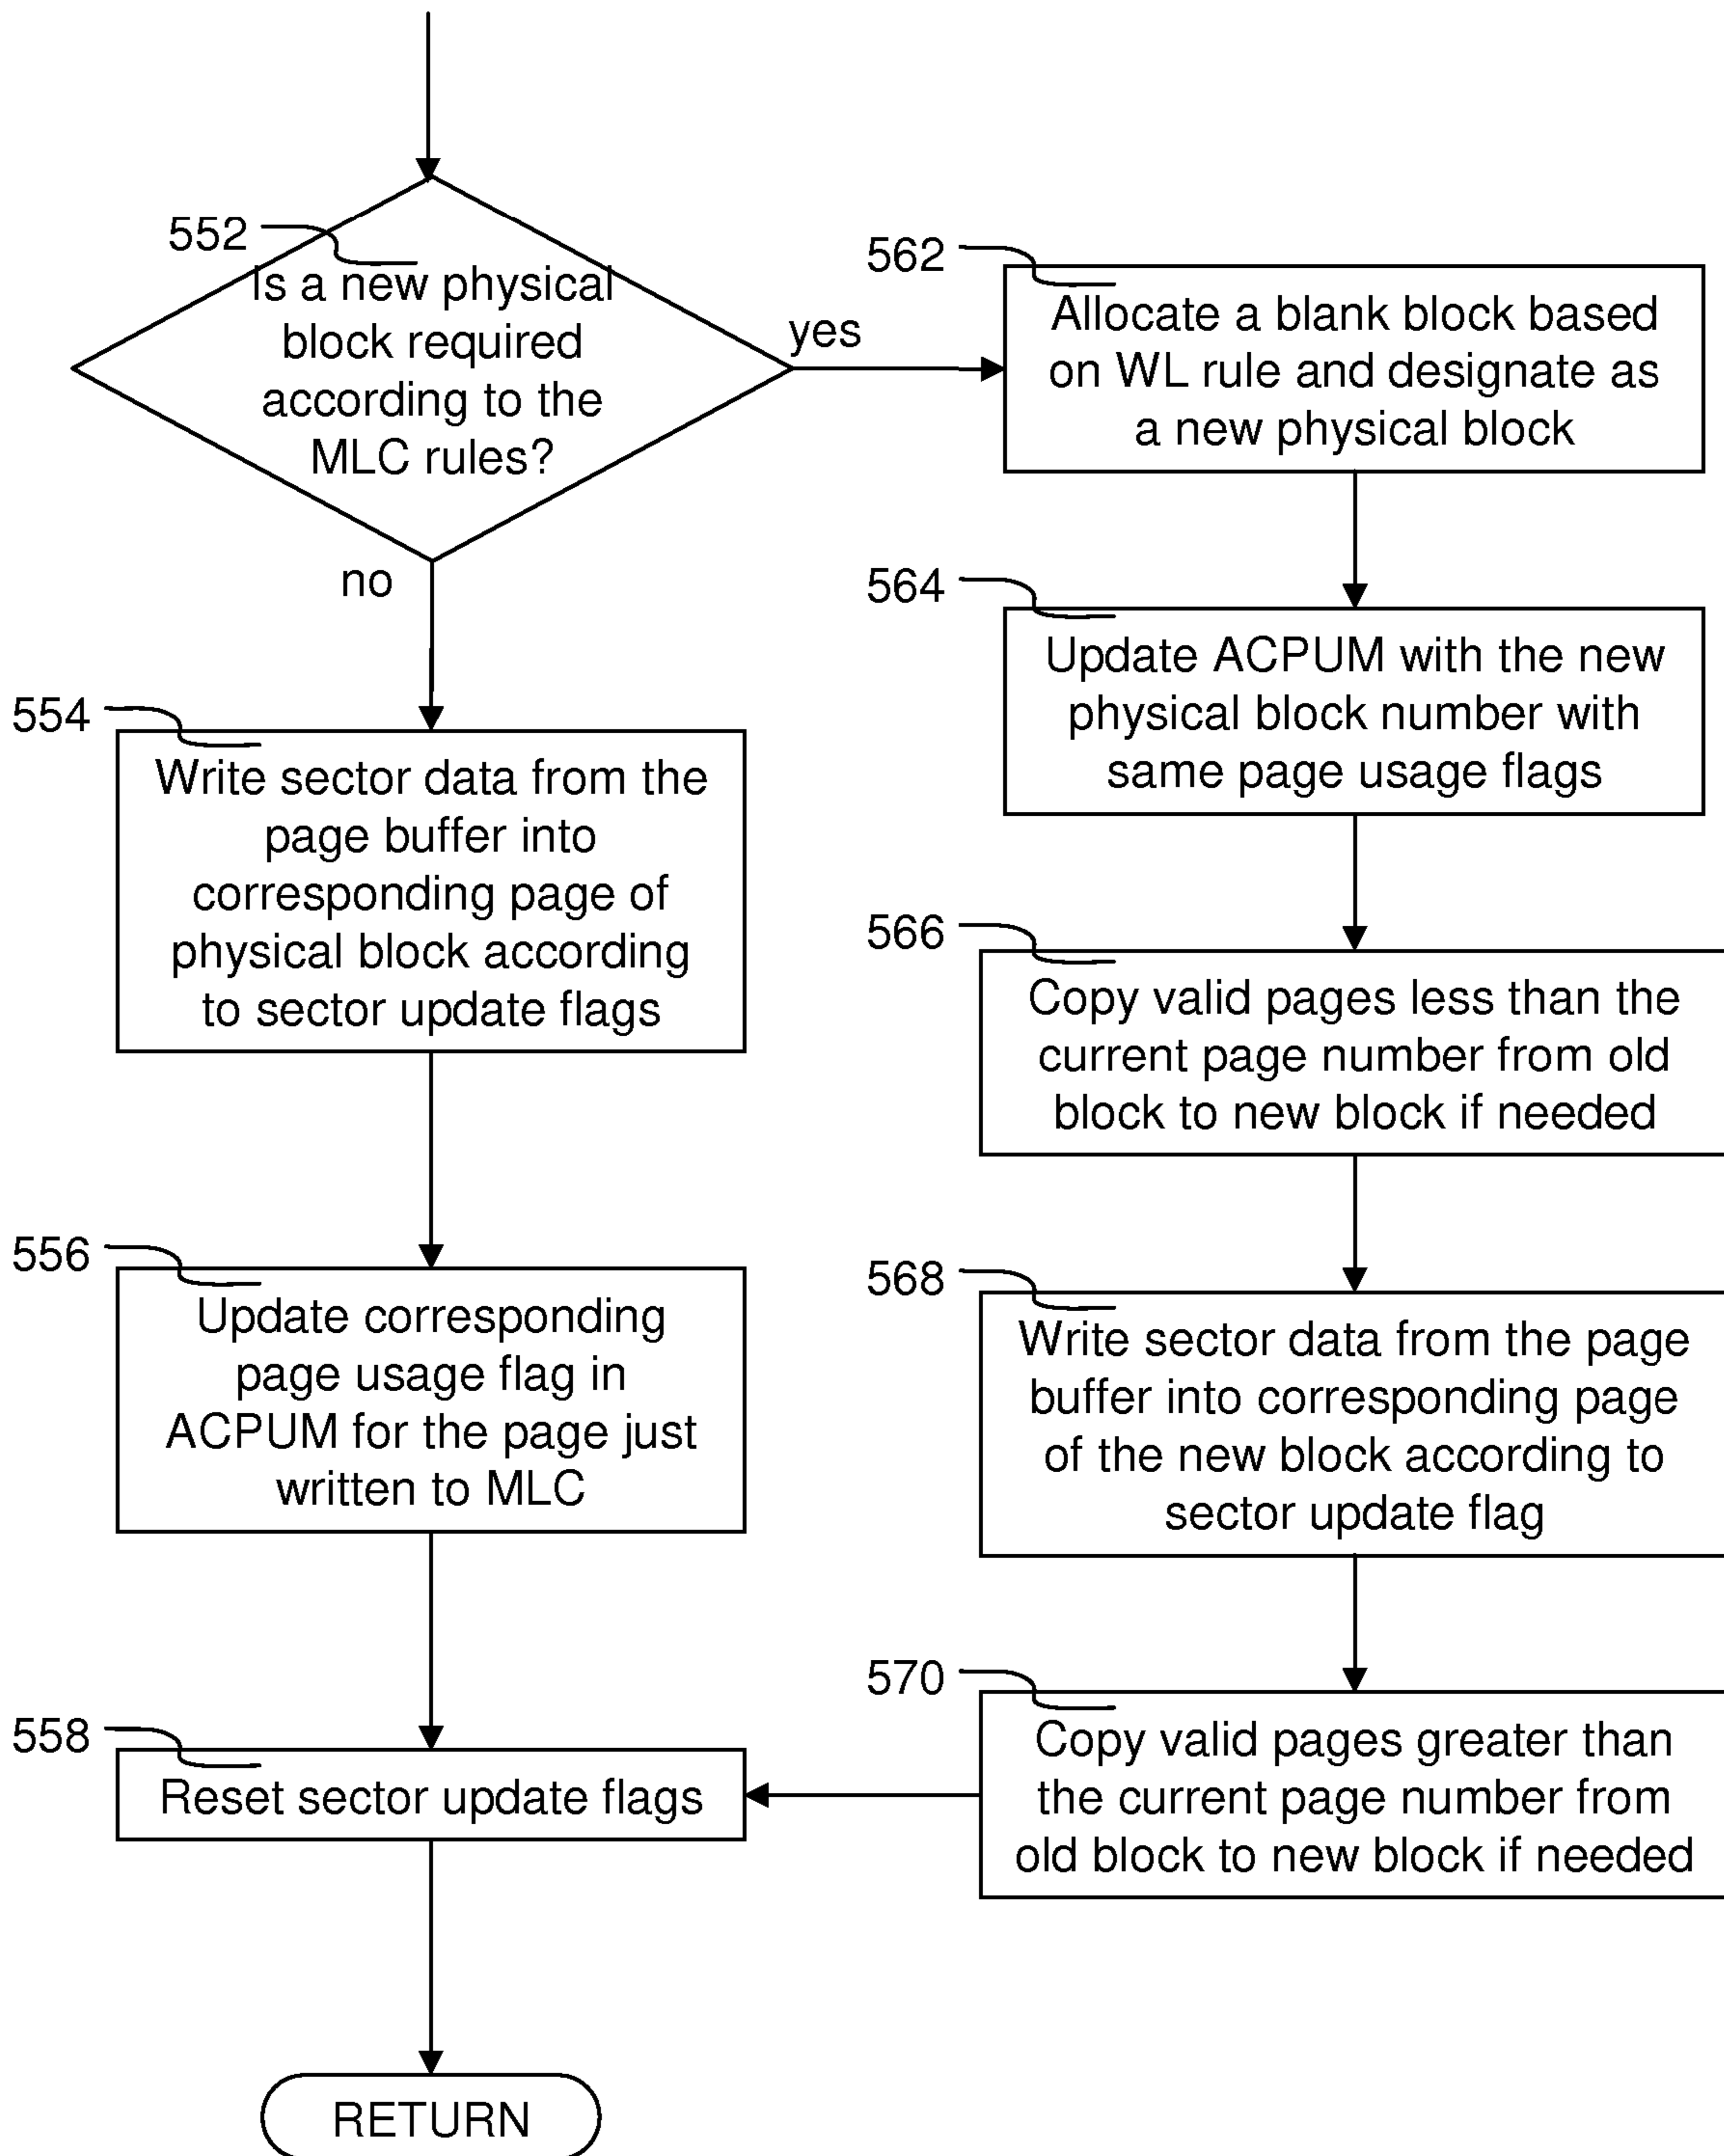 552
Is a new physical
block required
according to the
MLC rules?
yes
no
554
Write sector data from the
page buffer into
corresponding page of
physical block according
to sector update flags
556
Update corresponding
page usage flag in
ACPUM for the page just
written to MLC
558
Reset sector update flags
RETURN
562
Allocate a blank block based
on WL rule and designate as
a new physical block
564
Update ACPUM with the new
physical block number with
same page usage flags
566
Copy valid pages less than the
current page number from old
block to new block if needed
568
Write sector data from the page
buffer into corresponding page
of the new block according to
sector update flag
570
Copy valid pages greater than
the current page number from
old block to new block if needed